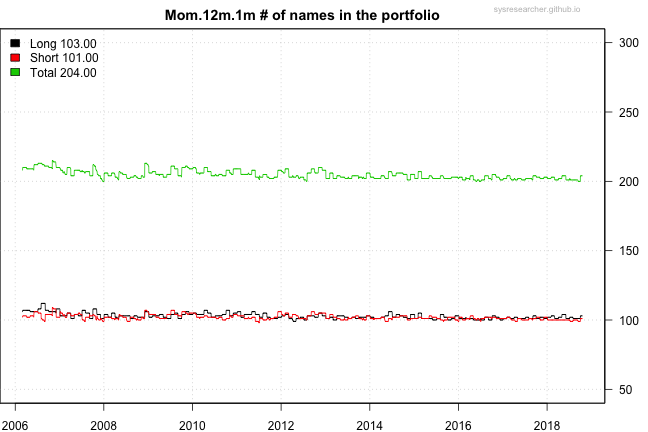 Mom.12m.1m # of names in the portfolio
sysresearcher.github.io
Long 103.00
Short 101.00
Total 204.00
300
250
200
150
100
50
2006 2008 2010 2012 2014 2016 2018